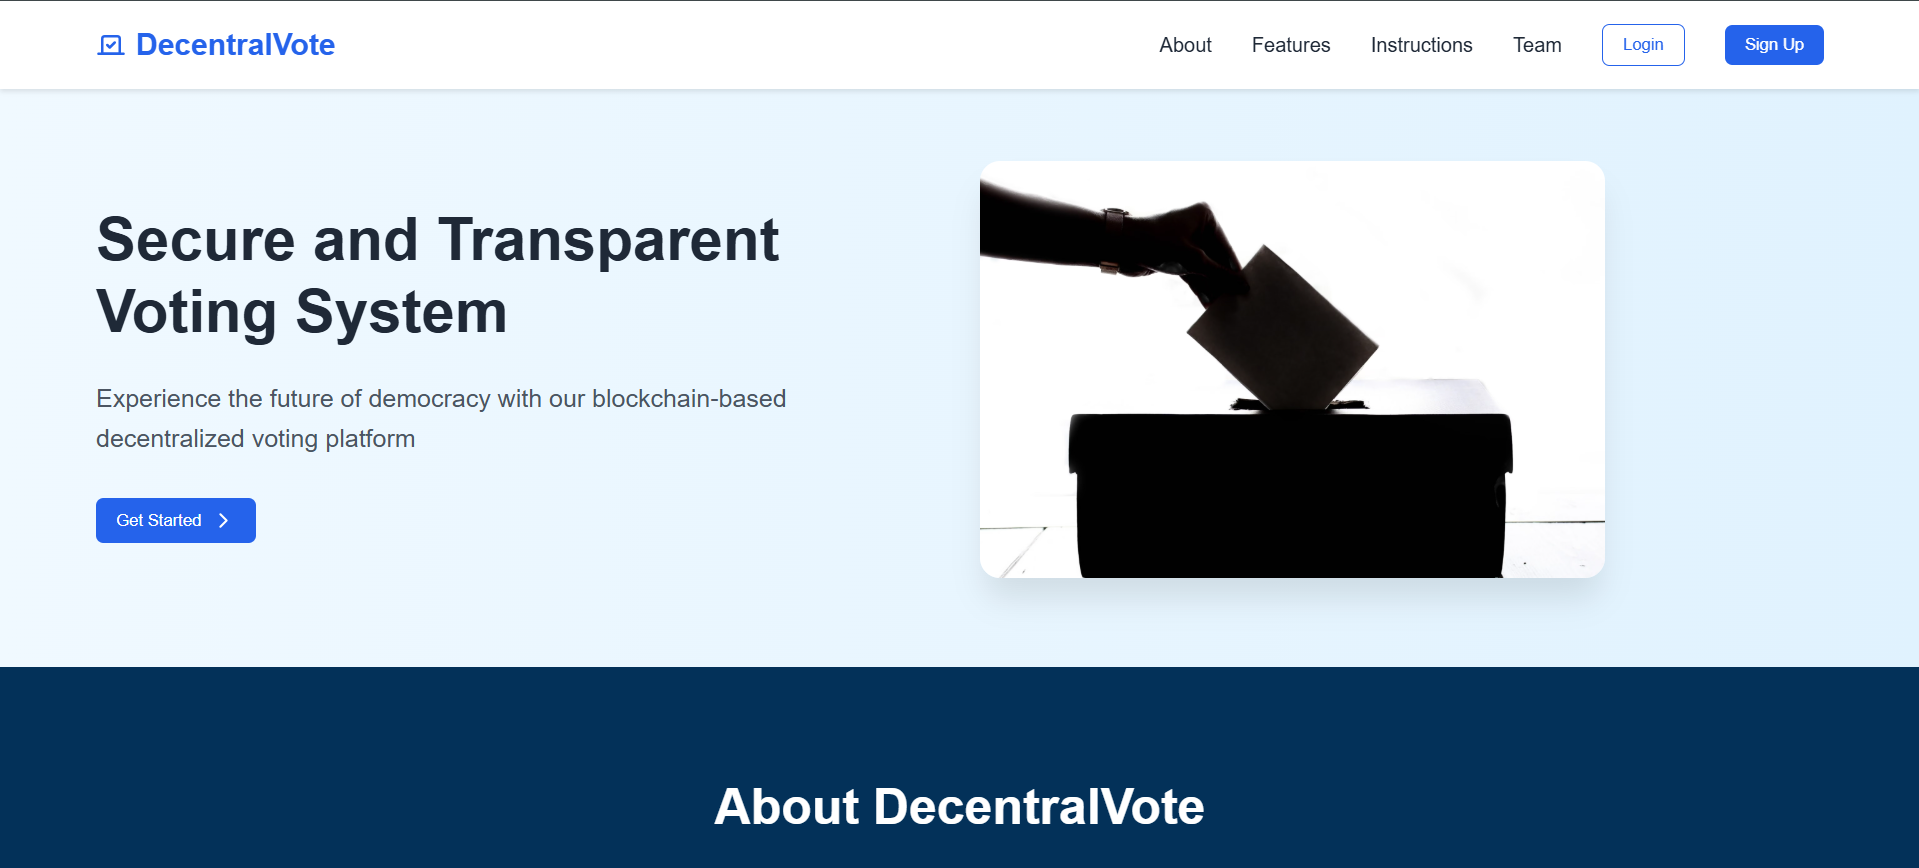 DecentralVote
About
Features
Instructions
Team
Login
Sign Up
Secure and Transparent
Voting System
Experience the future of democracy with our blockchain-based
decentralized voting platform
Get Started
About DecentralVote